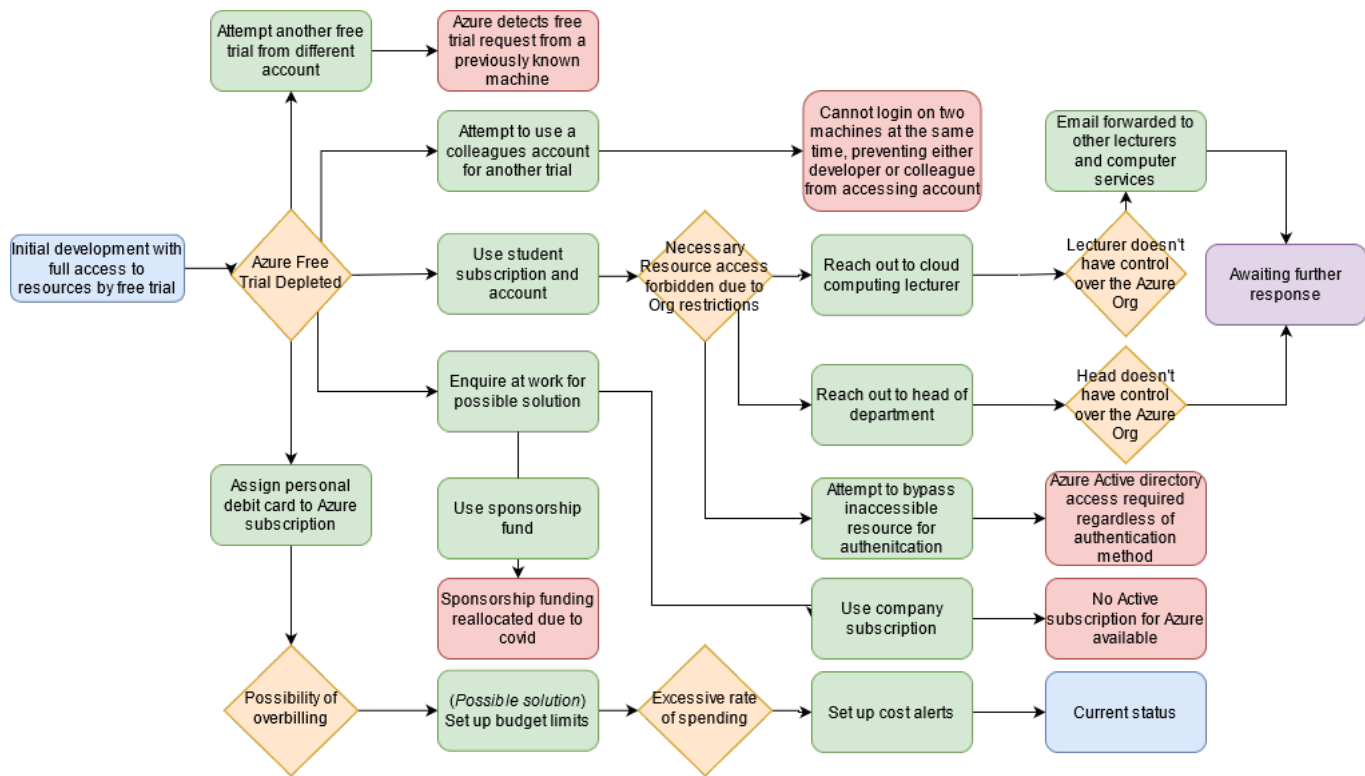 Attempt another free
trial from different
account
Azure detects free
trial request from a
previously known
machine
Attempt to use a
colleagues account
for another trial
Cannot login on two
machines at the same
time, preventing either
developer or colleague
from accessing account
Email forwarded to
other lecturers
and computer
services
Initial development with
full access to
resources by free trial
Azure Free
Trial Depleted
Use student
subscription and
account
Necessary
Resource access
forbidden due to
Org restrictions
Reach out to cloud
computing lecturer
Lecturer doesn't
have control
over the Azure
Org
Awaiting further
response
Enquire at work for
possible solution
Reach out to head of
department
Head doesn't
have control
over the Azure
Org
Assign personal
debit card to Azure
subscription
Use sponsorship
fund
Attempt to bypass
inaccessible
resource for
authenitcation
Azure Active directory
access required
regardless of
authentication
method
Sponsorship funding
reallocated due to
covid
Use company
subscription
No Active
subscription for Azure
available
Possibility of
overbilling
(Possible solution)
Set up budget limits
Excessive rate
of spending
Set up cost alerts
Current status